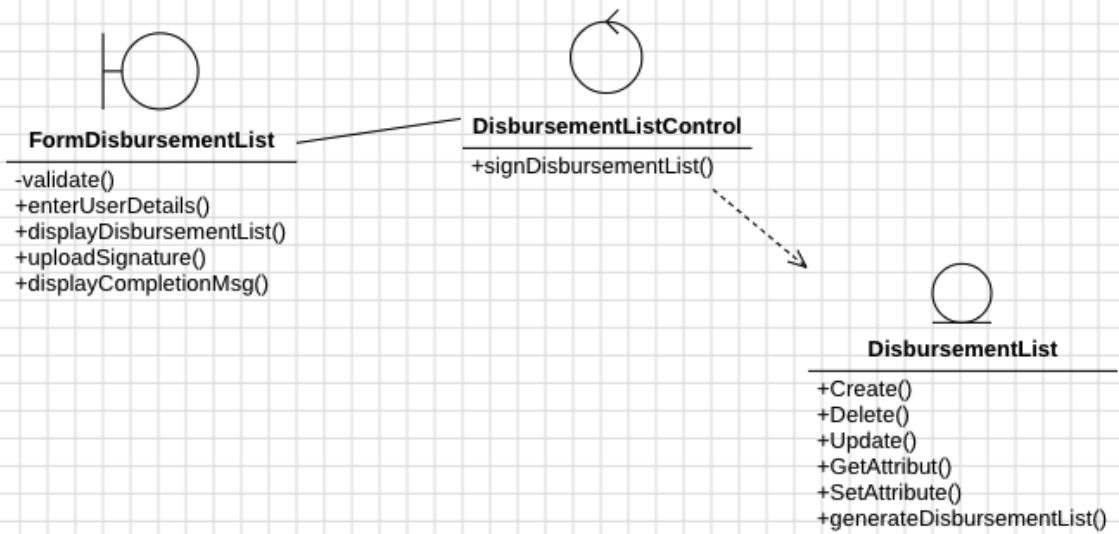 FormDisbursementList
-validate()
+enterUserDetails()
+displayDisbursementList()
+uploadSignature()
+displayCompletionMsg()
DisbursementListControl
+signDisbursementList()
DisbursementList
+Create()
+Delete()
+Update()
+GetAttribut()
+SetAttribute()
+generateDisbursementList()